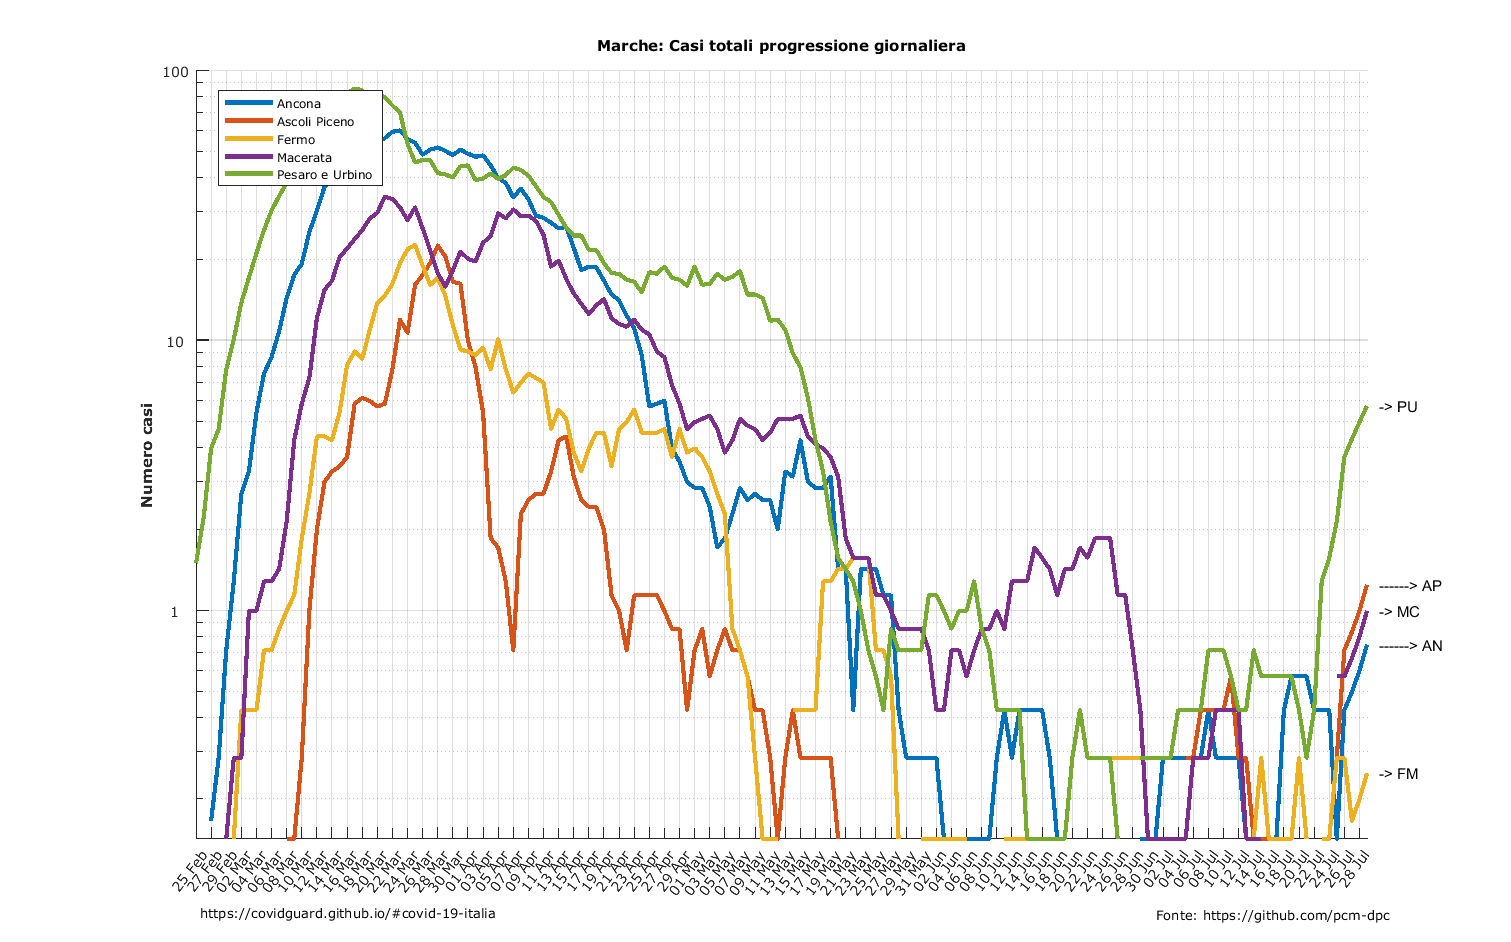 Marche: Casi totali progressione giornaliera
100
10
1
Numero casi
Ancona
Ascoli Piceno
Fermo
Macerata
Pesaro e Urbino
-> PU
------> AP
-> MC
------> AN
-> FM
25 Feb
27 Feb
29 Feb
02 Mar
04 Mar
06 Mar
08 Mar
10 Mar
12 Mar
14 Mar
16 Mar
18 Mar
20 Mar
22 Mar
24 Mar
26 Mar
28 Mar
30 Mar
01 Apr
03 Apr
05 Apr
07 Apr
09 Apr
11 Apr
13 Apr
15 Apr
17 Apr
19 Apr
21 Apr
23 Apr
25 Apr
27 Apr
29 Apr
01 May
03 May
05 May
07 May
09 May
11 May
13 May
15 May
17 May
19 May
21 May
23 May
25 May
27 May
29 May
31 May
02 Jun
04 Jun
06 Jun
08 Jun
10 Jun
12 Jun
14 Jun
16 Jun
18 Jun
20 Jun
22 Jun
24 Jun
26 Jun
28 Jun
30 Jun
02 Jul
04 Jul
06 Jul
08 Jul
10 Jul
12 Jul
14 Jul
16 Jul
18 Jul
20 Jul
22 Jul
24 Jul
26 Jul
28 Jul
https://covidguard.github.io/#covid-19-italia
Fonte: https://github.com/pcm-dpc